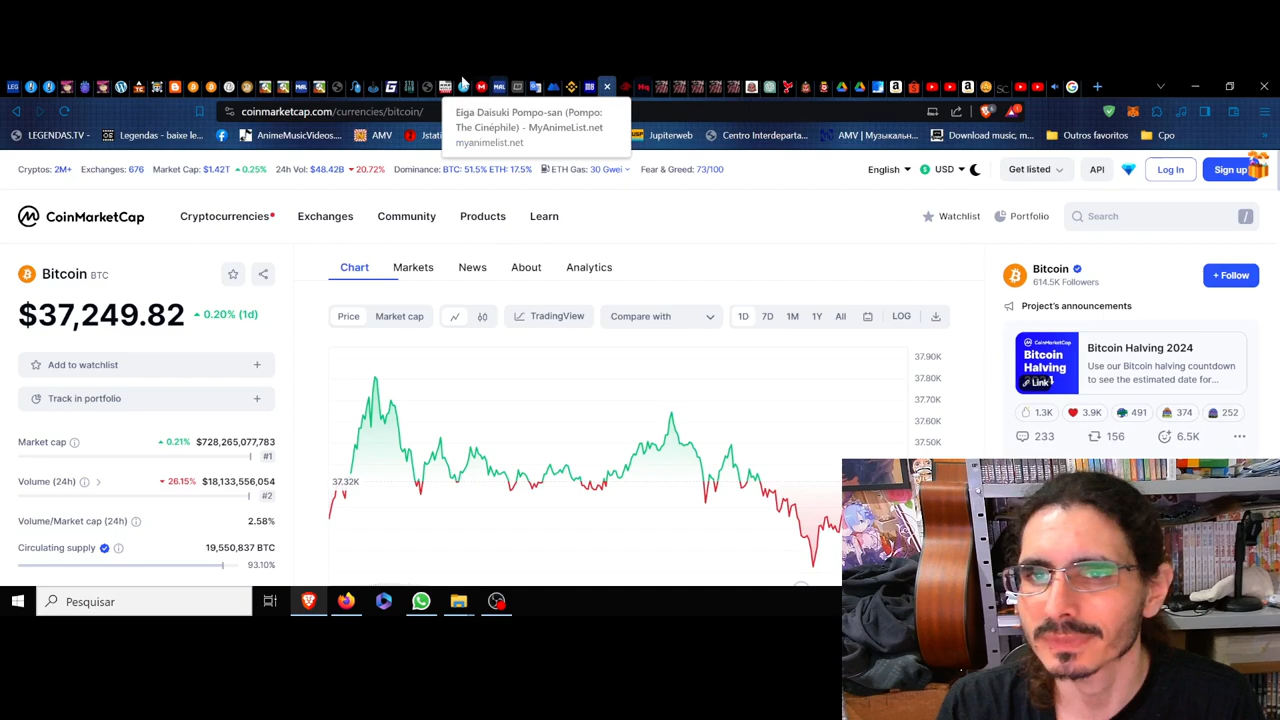 coinmarketcap.com/currencies/bitcoin/
Eiga Daisuki Pompo-san (Pompo:
The Cinéphile) - MyAnimeList.net
myanimelist.net
LEGENDS.TV -
Legendas - baixe le...
AnimeMusicVideos....
AMV
Jstati
Jupiterweb
Centro Interdeparta...
AMV | Музыкальн...
Download music, m...
Outros favoritos
Cpo
Cryptos: 2M+
Exchanges: 676
Market Cap: $1.42T 0.25%
24h Vol: $48.42B 20.72%
Dominance: BTC: 51.5% ETH: 17.5%
ETH Gas: 30 Gwei
Fear & Greed: 73/100
English
USD
Get listed
API
Log In
Sign up
CoinMarketCap
Cryptocurrencies
Exchanges
Community
Products
Learn
Watchlist
Portfolio
Search
/
Bitcoin BTC
$37,249.82
0.20% (1d)
Add to watchlist +
Track in portfolio +
Market cap
0.21% $728,265,077,783
#1
Volume (24h)
26.15% $18,133,556,054
#2
Volume/Market cap (24h)
2.58%
Circulating supply
19,550,837 BTC
93.10%
Chart
Markets
News
About
Analytics
Price
Market cap
TradingView
Compare with
1D
7D
1M
1Y
All
LOG
37.90K
37.80K
37.70K
37.60K
37.50K
37.32K
Bitcoin
614.5K Followers
+ Follow
Project's announcements
CoinMarketCap
Bitcoin
Halving
Link
Bitcoin Halving 2024
Use our Bitcoin halving countdown
to see the estimated date for...
1.3K
3.9K
491
374
252
233
156
6.5K
Pesquisar